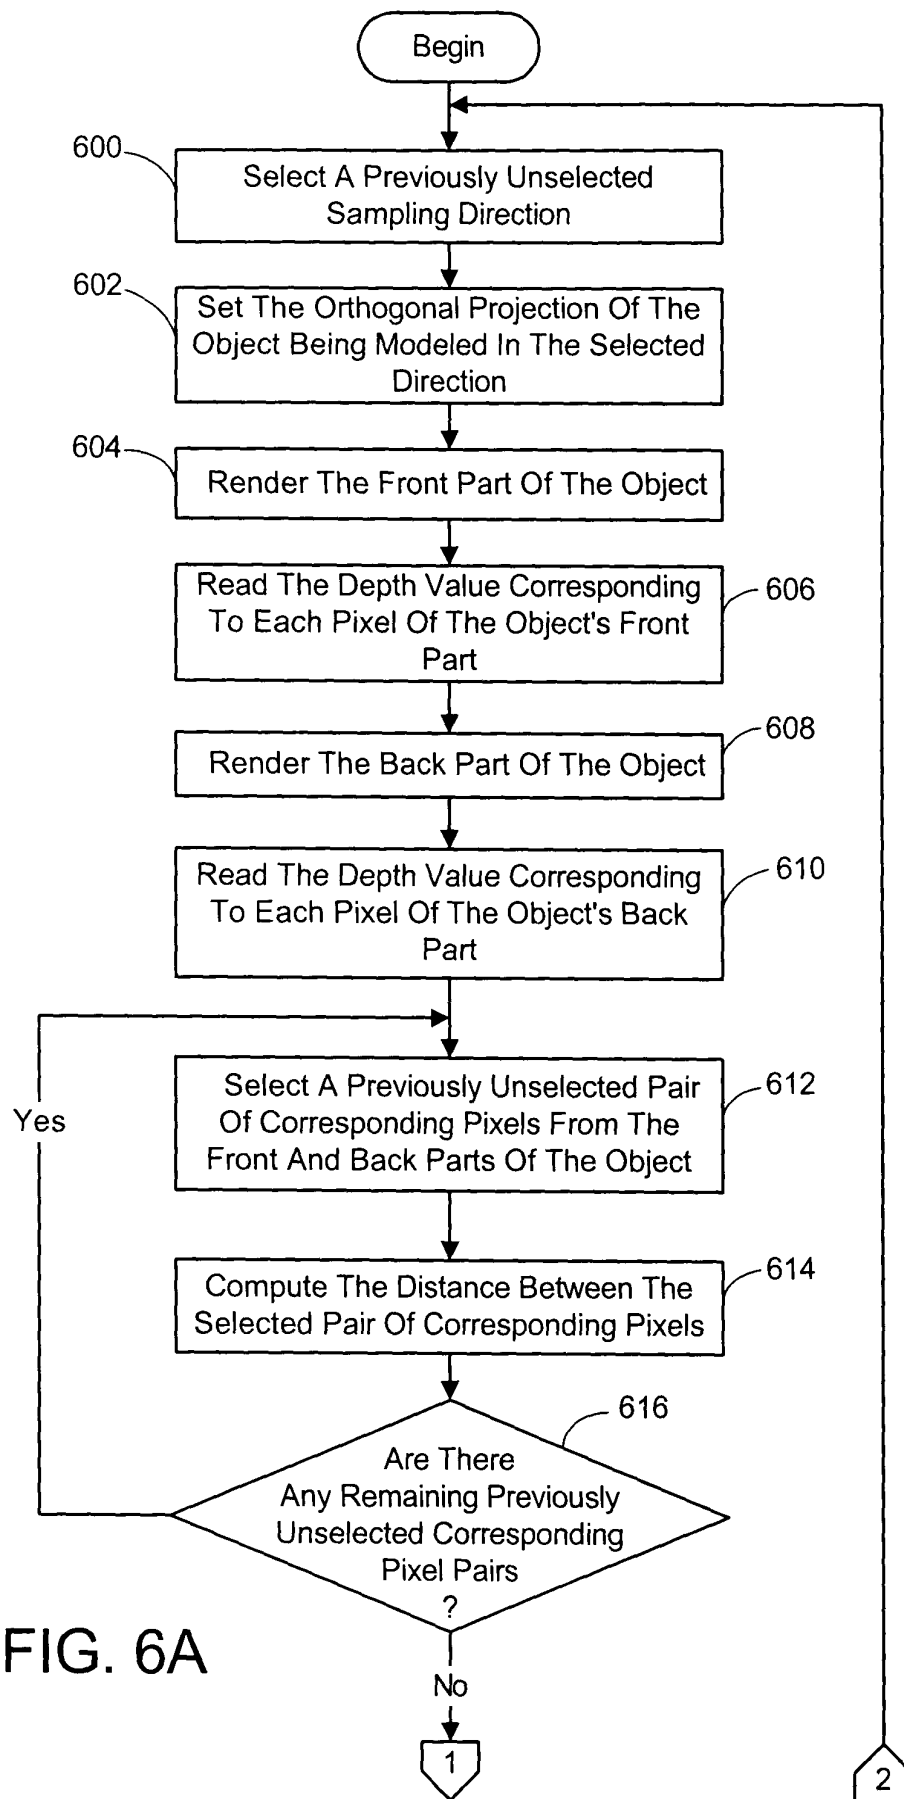 Begin
600
Select A Previously Unselected
Sampling Direction
602
Set The Orthogonal Projection Of The
Object Being Modeled In The Selected
Direction
604
Render The Front Part Of The Object
Read The Depth Value Corresponding
To Each Pixel Of The Object's Front
Part
606
Render The Back Part Of The Object
608
Read The Depth Value Corresponding
To Each Pixel Of The Object's Back
Part
610
Select A Previously Unselected Pair
Of Corresponding Pixels From The
Front And Back Parts Of The Object
612
Yes
Compute The Distance Between The
Selected Pair Of Corresponding Pixels
614
616
Are There
Any Remaining Previously
Unselected Corresponding
Pixel Pairs
?
FIG. 6A
No
1
2